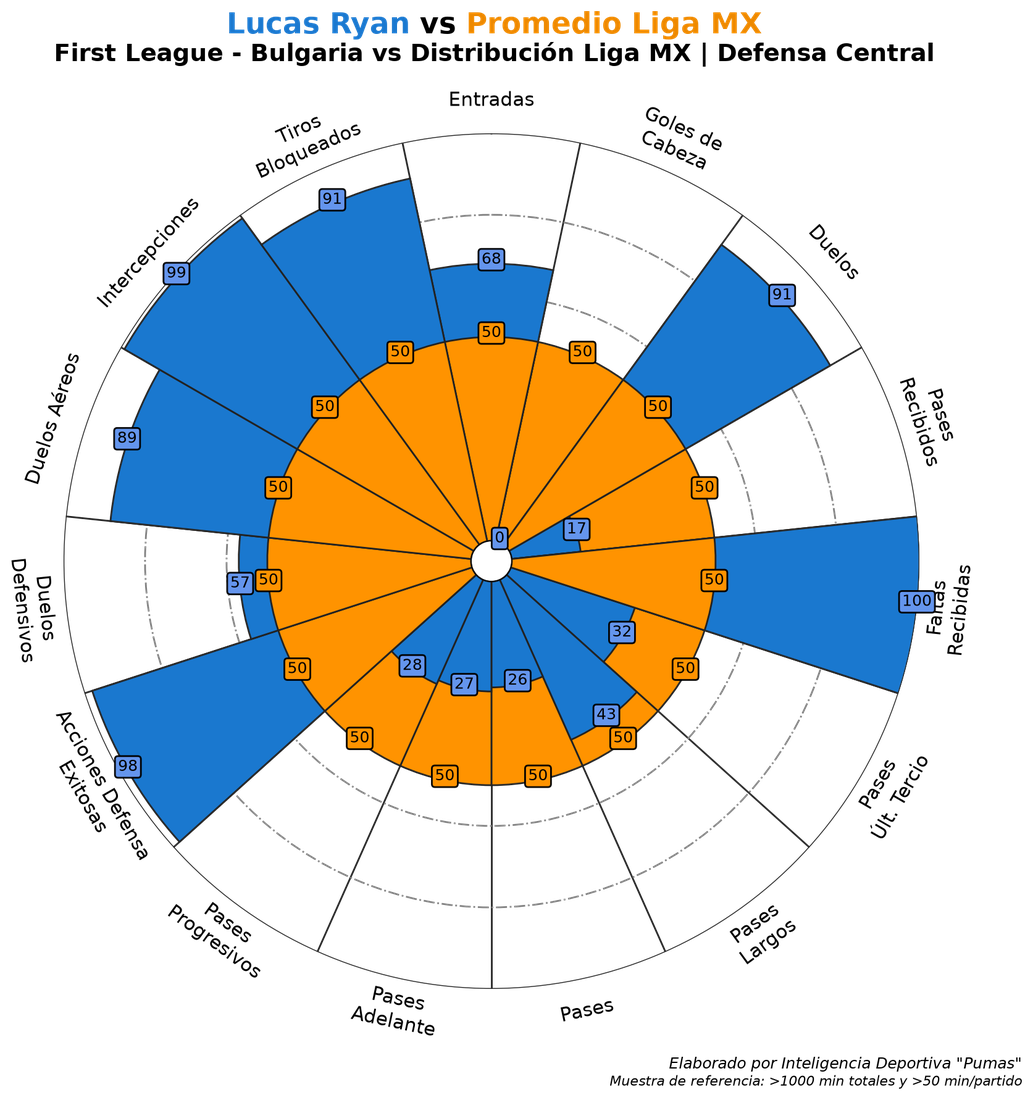 Lucas Ryan vs Promedio Liga MX
First League - Bulgaria vs Distribución Liga MX | Defensa Central
Entradas
Goles de
Cabeza
Duelos
Pases
Recibidos
Faltas
Recibidas
Pases
Últ. Tercio
Pases
Largos
Pases
Pases
Adelante
Pases
Progresivos
Acciones Defensa
Exitosas
Duelos
Defensivos
Duelos Aéreos
Intercepciones
Tiros
Bloqueados
68
50
0
50
91
50
17
50
100
50
32
50
43
50
26
50
27
50
28
50
98
50
57
50
89
50
99
50
91
50
Elaborado por Inteligencia Deportiva "Pumas"
Muestra de referencia: >1000 min totales y >50 min/partido